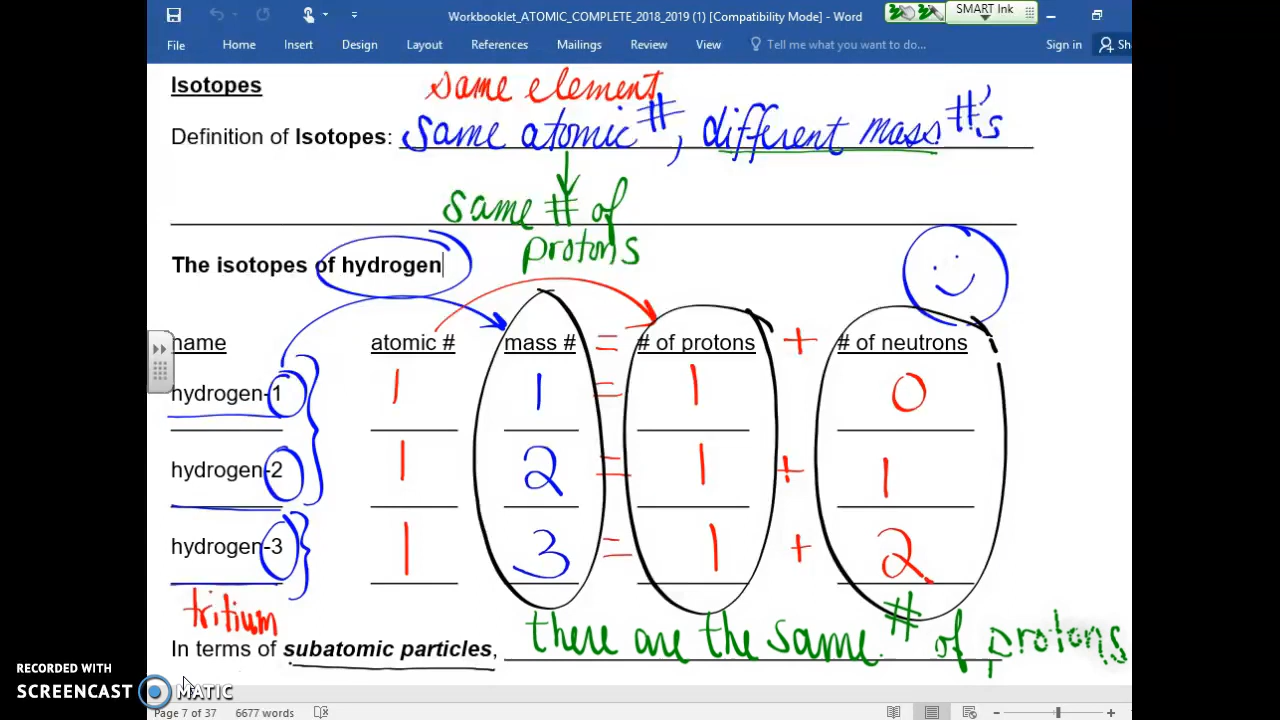 Workbooklet_ATOMIC_COMPLETE_2018_2019 (1) [Compatibility Mode] - Word
SMART Ink
File Home Insert Design Layout References Mailings Review View Tell me what you want to do... Sign in Sh
Isotopes
same element
Definition of Isotopes: same atomic #, different mass #'s
same # of
protons
The isotopes of hydrogen
name atomic # mass # = # of protons + # of neutrons
hydrogen-1 1 1 = 1 0
hydrogen-2 1 2 = 1 + 1
hydrogen-3 1 3 = 1 + 2
tritium
there are the same # of protons
In terms of subatomic particles,
RECORDED WITH
SCREENCAST MATIC
Page 7 of 37 6677 words